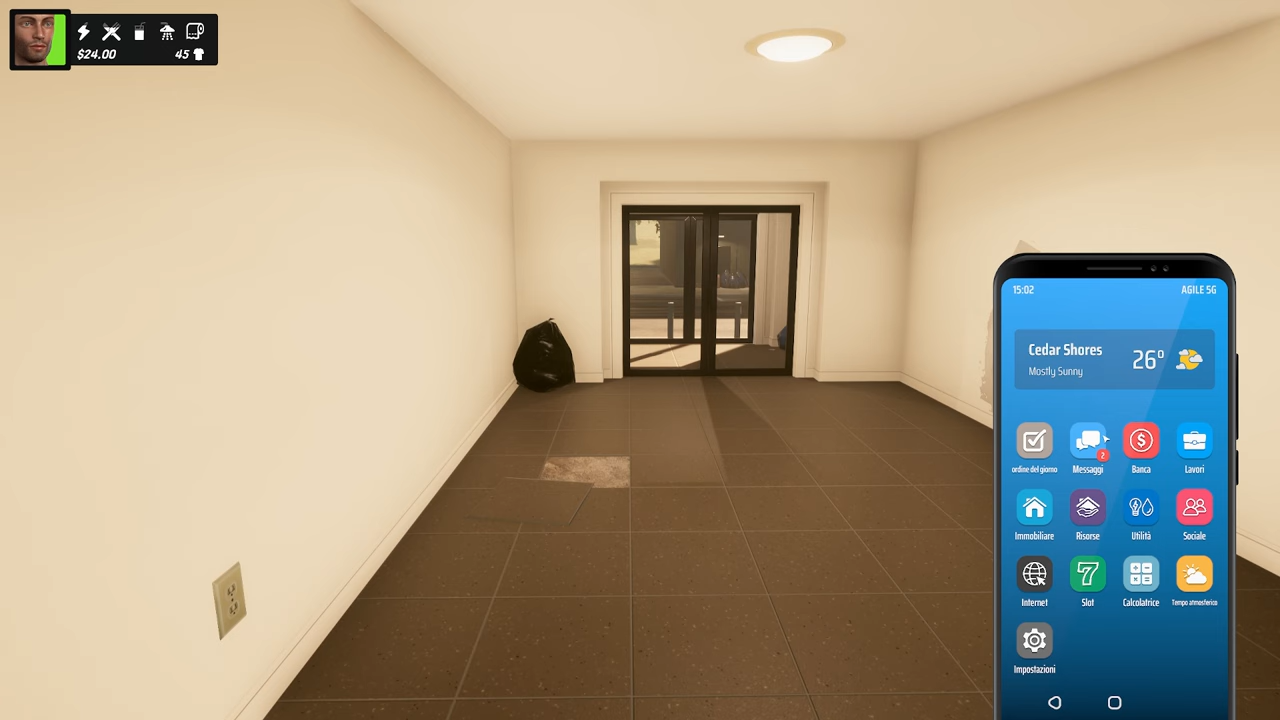 $24.00
45
15:02
AGILE 5G
Cedar Shores
26°
Mostly Sunny
ordine del giorno
Messaggi
2
Banca
Lavori
Immobiliare
Risorse
Utilità
Sociale
Internet
7
Slot
Calcolatrice
Tempo atmosferico
Impostazioni